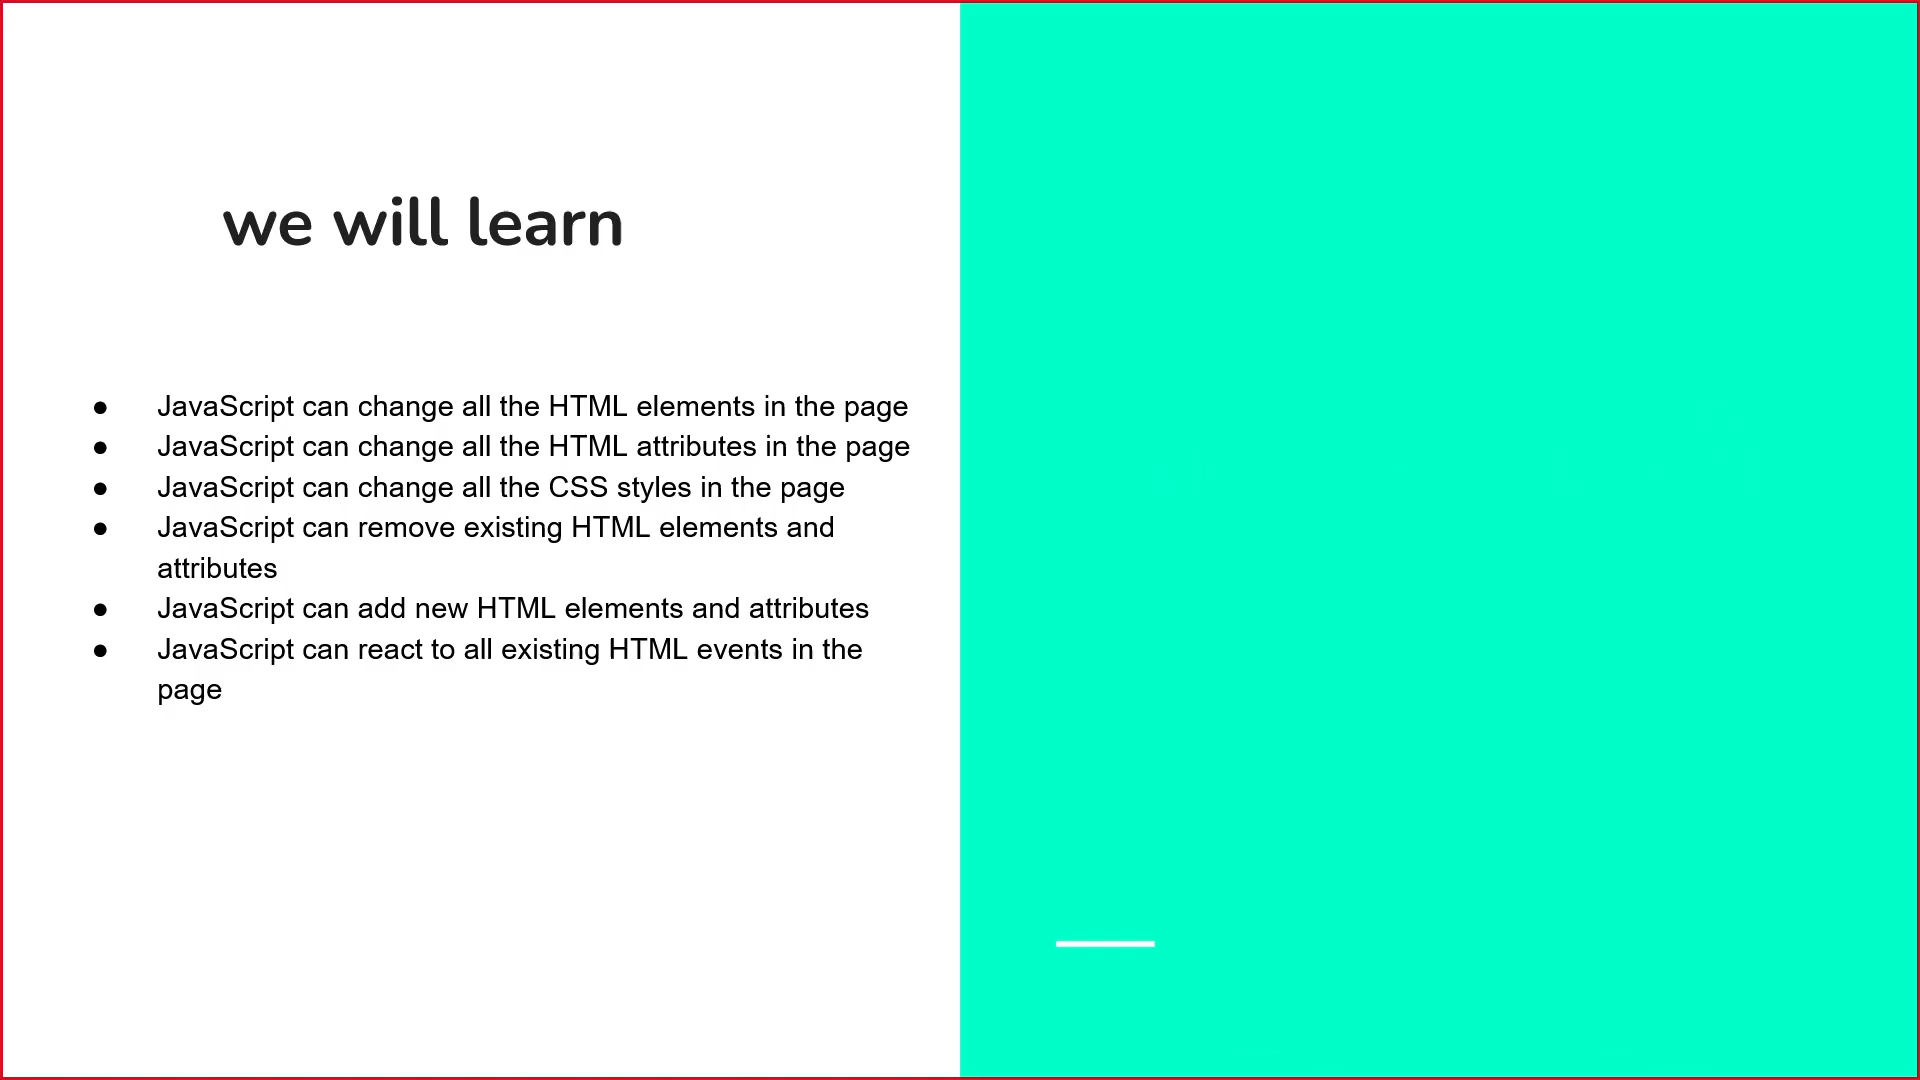 we will learn
● JavaScript can change all the HTML elements in the page
● JavaScript can change all the HTML attributes in the page
● JavaScript can change all the CSS styles in the page
● JavaScript can remove existing HTML elements and
attributes
● JavaScript can add new HTML elements and attributes
● JavaScript can react to all existing HTML events in the
page